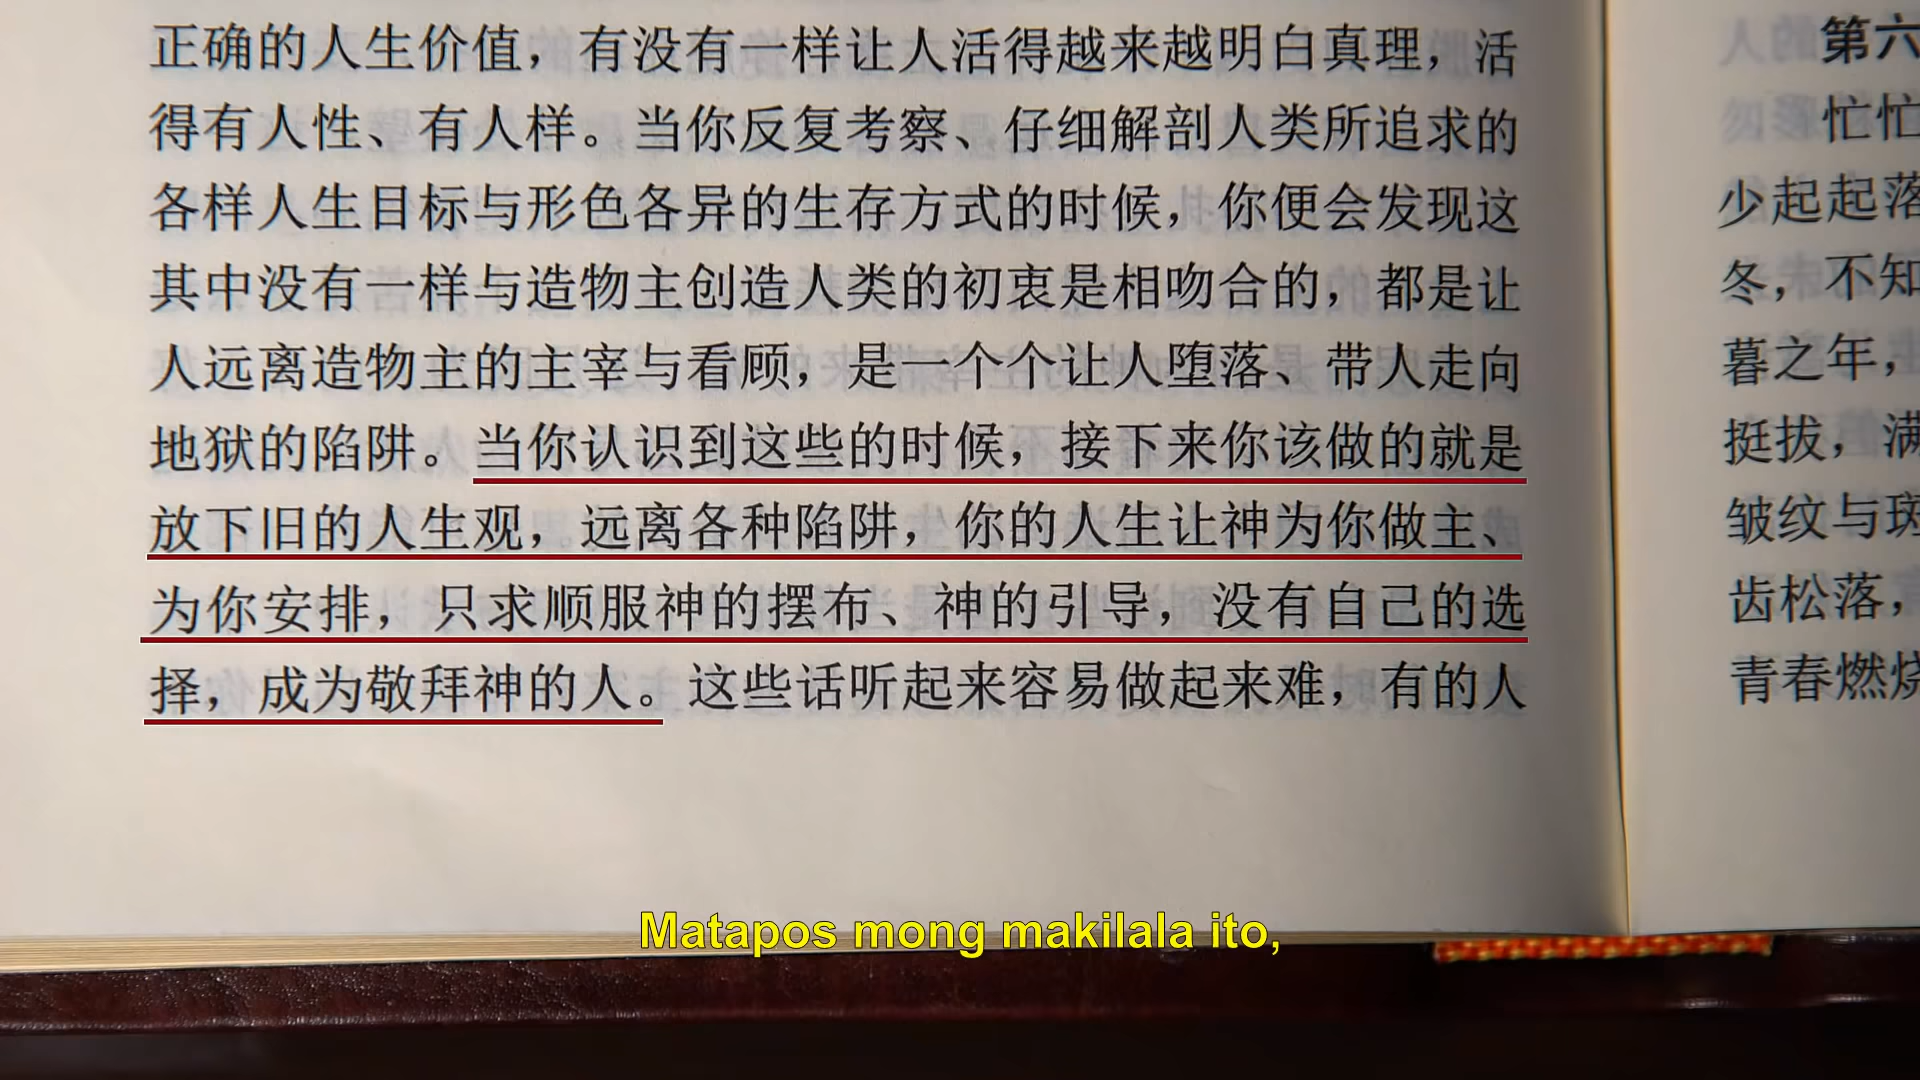 正确的人生价值，有没有一样让人活得越来越明白真理，活
得有人性、有人样。当你反复考察、仔细解剖人类所追求的
各样人生目标与形色各异的生存方式的时候，你便会发现这
其中没有一样与造物主创造人类的初衷是相吻合的，都是让
人远离造物主的主宰与看顾，是一个个让人堕落、带人走向
地狱的陷阱。当你认识到这些的时候，接下来你该做的就是
放下旧的人生观，远离各种陷阱，你的人生让神为你做主、
为你安排，只求顺服神的摆布、神的引导，没有自己的选
择，成为敬拜神的人。这些话听起来容易做起来难，有的人
第六
忙忙
少起起落
冬，不知
暮之年，
挺拔，满
皱纹与斑
齿松落，
青春燃烧
Matapos mong makilala ito,